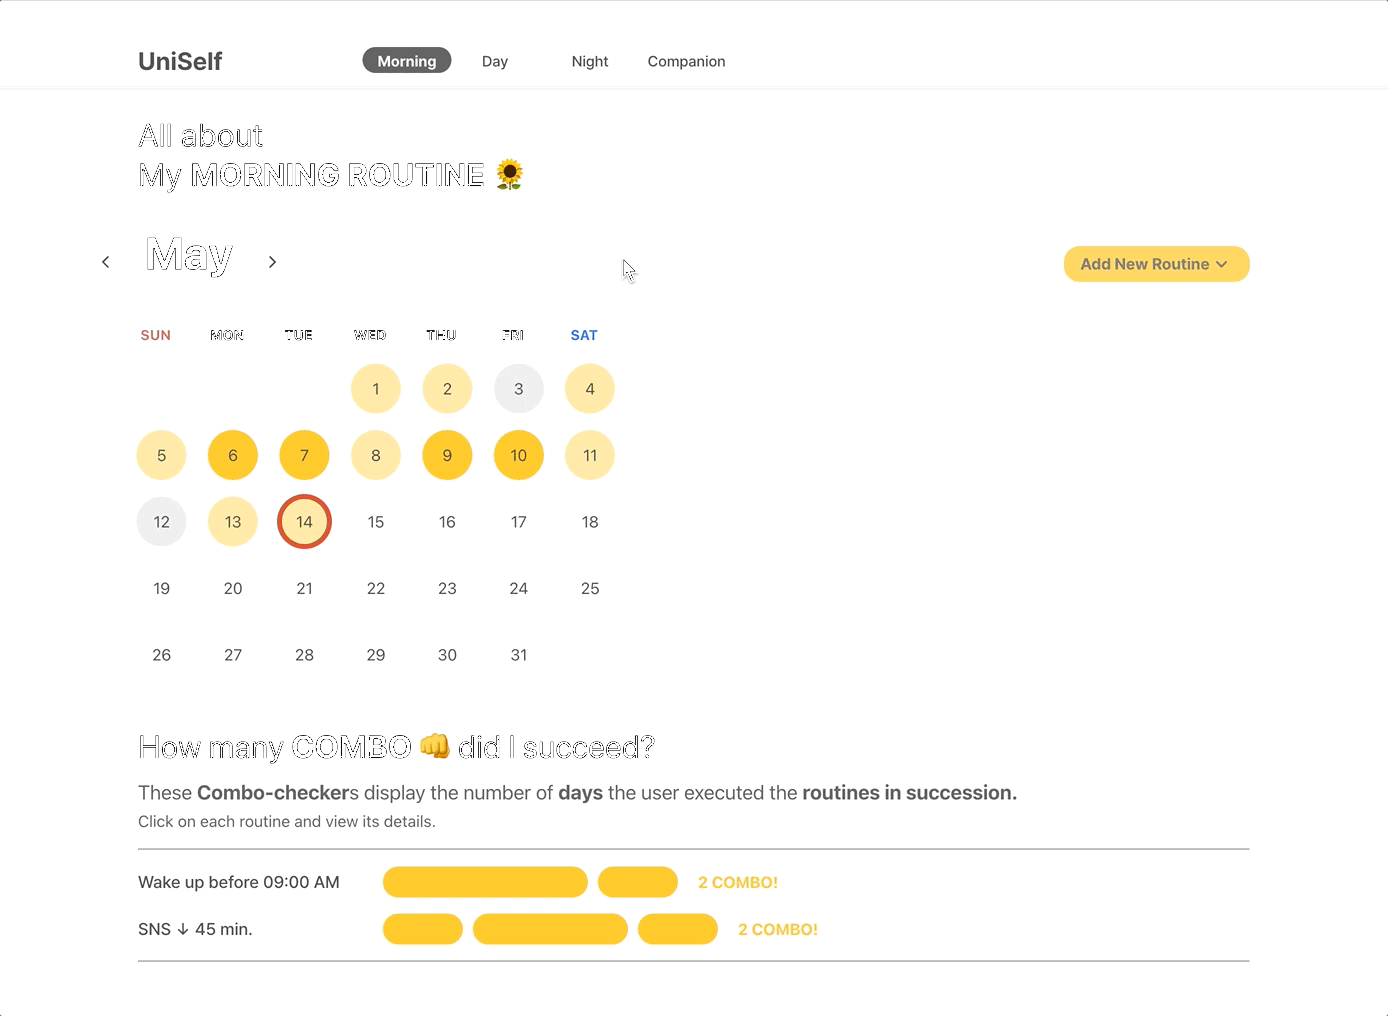 UniSelf
Morning
Day
Night
Companion
All about
My MORNING ROUTINE 🌻
May
Add New Routine
SUN MON TUE WED THU FRI SAT
1 2 3 4
5 6 7 8 9 10 11
12 13 14 15 16 17 18
19 20 21 22 23 24 25
26 27 28 29 30 31
How many COMBO 👊 did I succeed?
These Combo-checkers display the number of days the user executed the routines in succession.
Click on each routine and view its details.
Wake up before 09:00 AM
2 COMBO!
SNS ↓ 45 min.
2 COMBO!